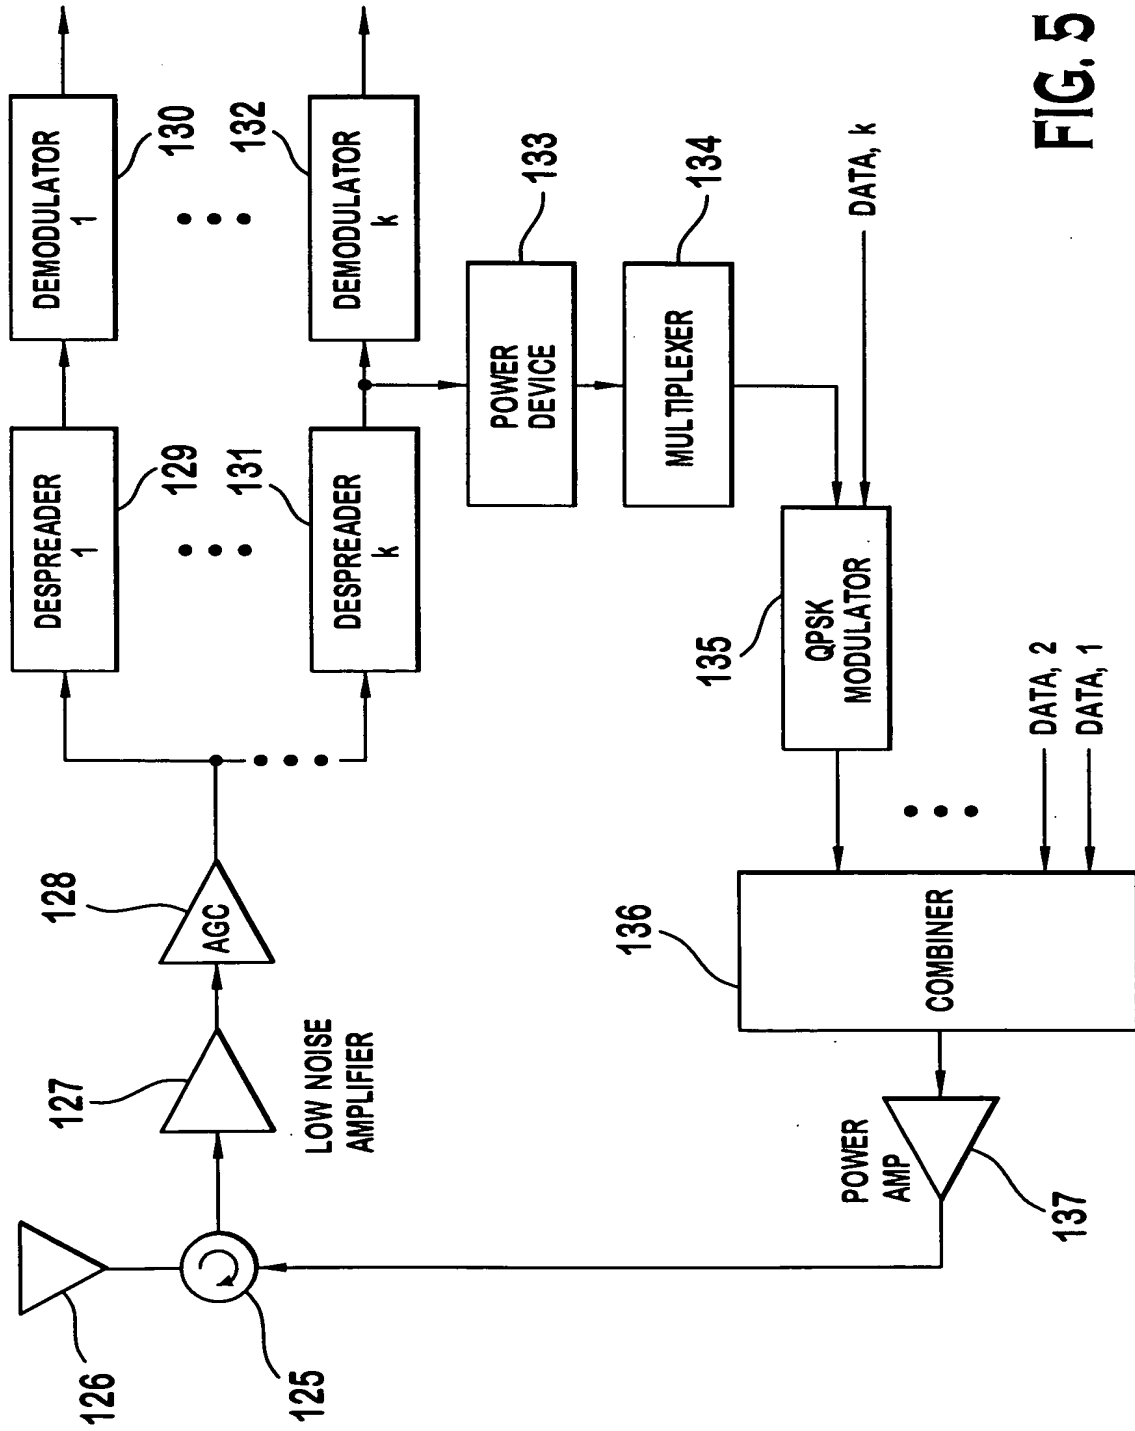 126
125
127
LOW NOISE
AMPLIFIER
128
AGC
DESPREADER
1
129
DEMODULATOR
1
130
131
DESPREADER
k
132
DEMODULATOR
k
POWER
DEVICE
133
MULTIPLEXER
134
DATA, k
135
QPSK
MODULATOR
DATA, 2
DATA, 1
136
COMBINER
POWER
AMP
137
FIG. 5